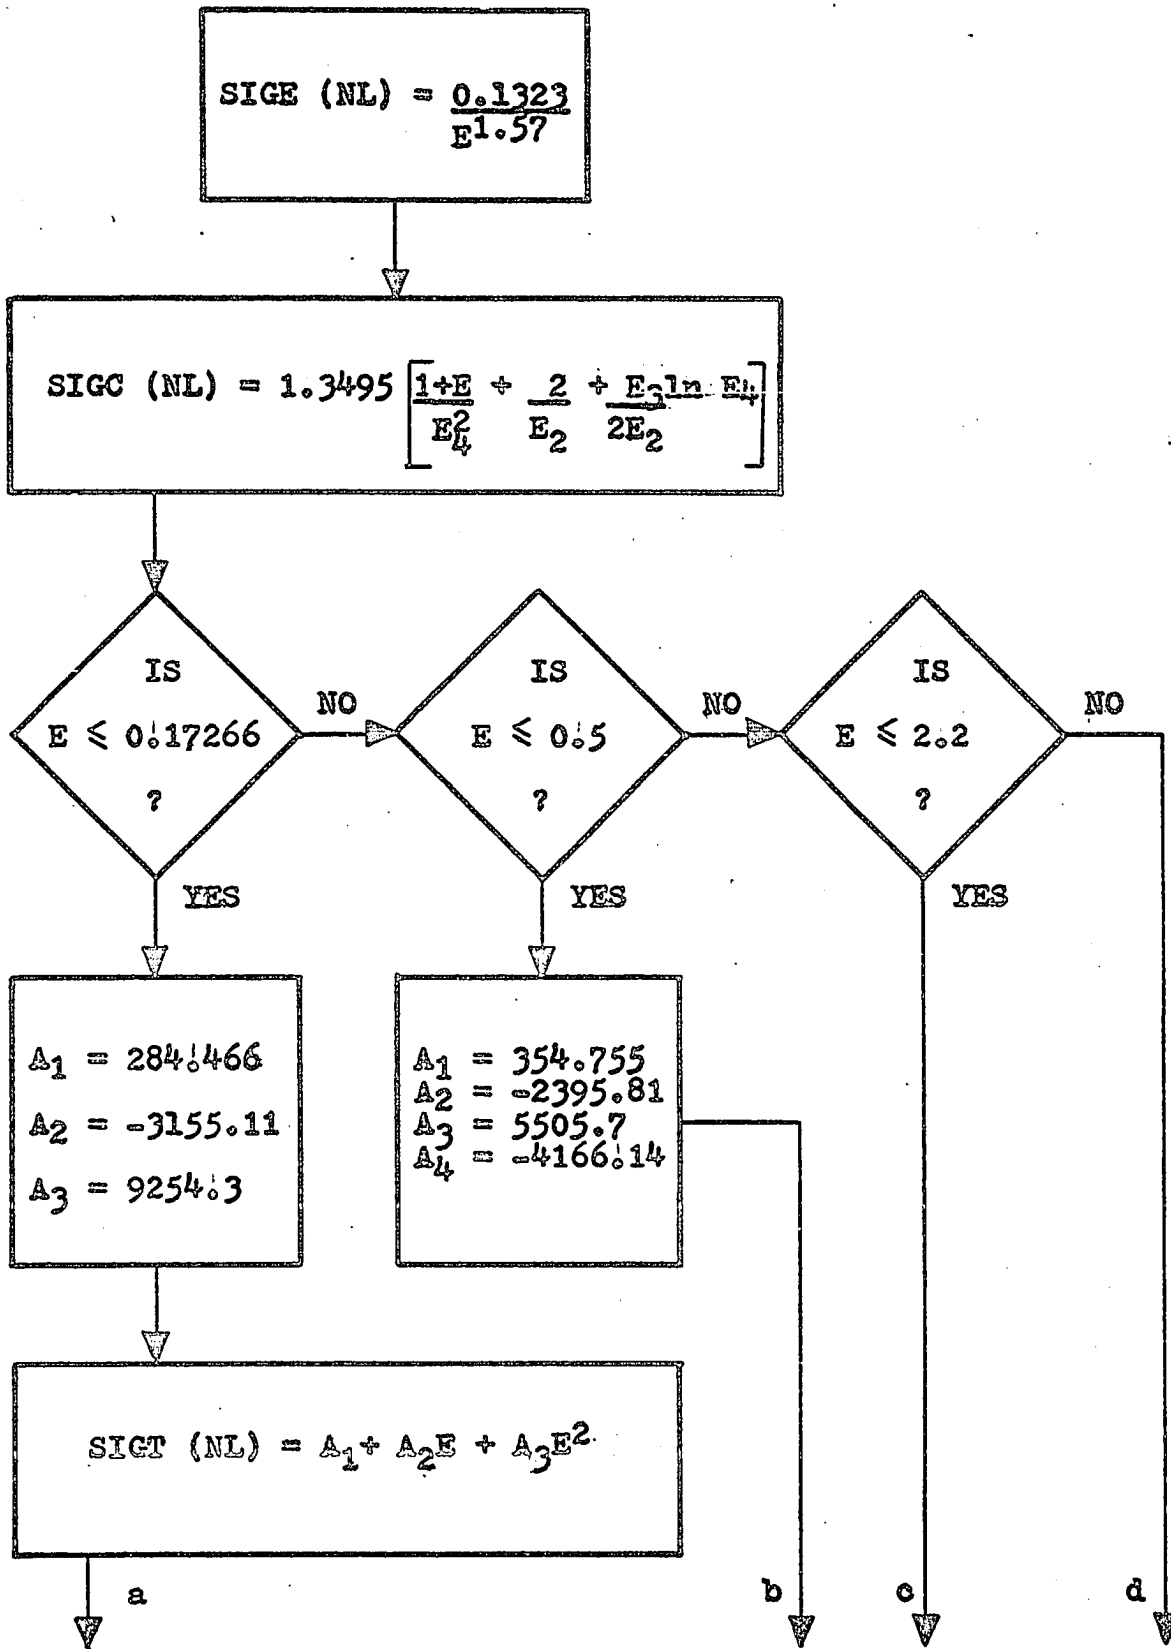 SIGE (NL) = 0.1323
E1.57
SIGC (NL) = 1.3495 [1+E/E4² + 2/E2 + E3 ln E4/2E2]
IS
E ≤ 0.17266
?
NO
YES
IS
E ≤ 0.5
?
NO
YES
IS
E ≤ 2.2
?
NO
YES
A1 = 284.466
A2 = -3155.11
A3 = 9254.3
A1 = 354.755
A2 = -2395.81
A3 = 5505.7
A4 = -4166.14
SIGT (NL) = A1+ A2E + A3E²
a
b
c
d